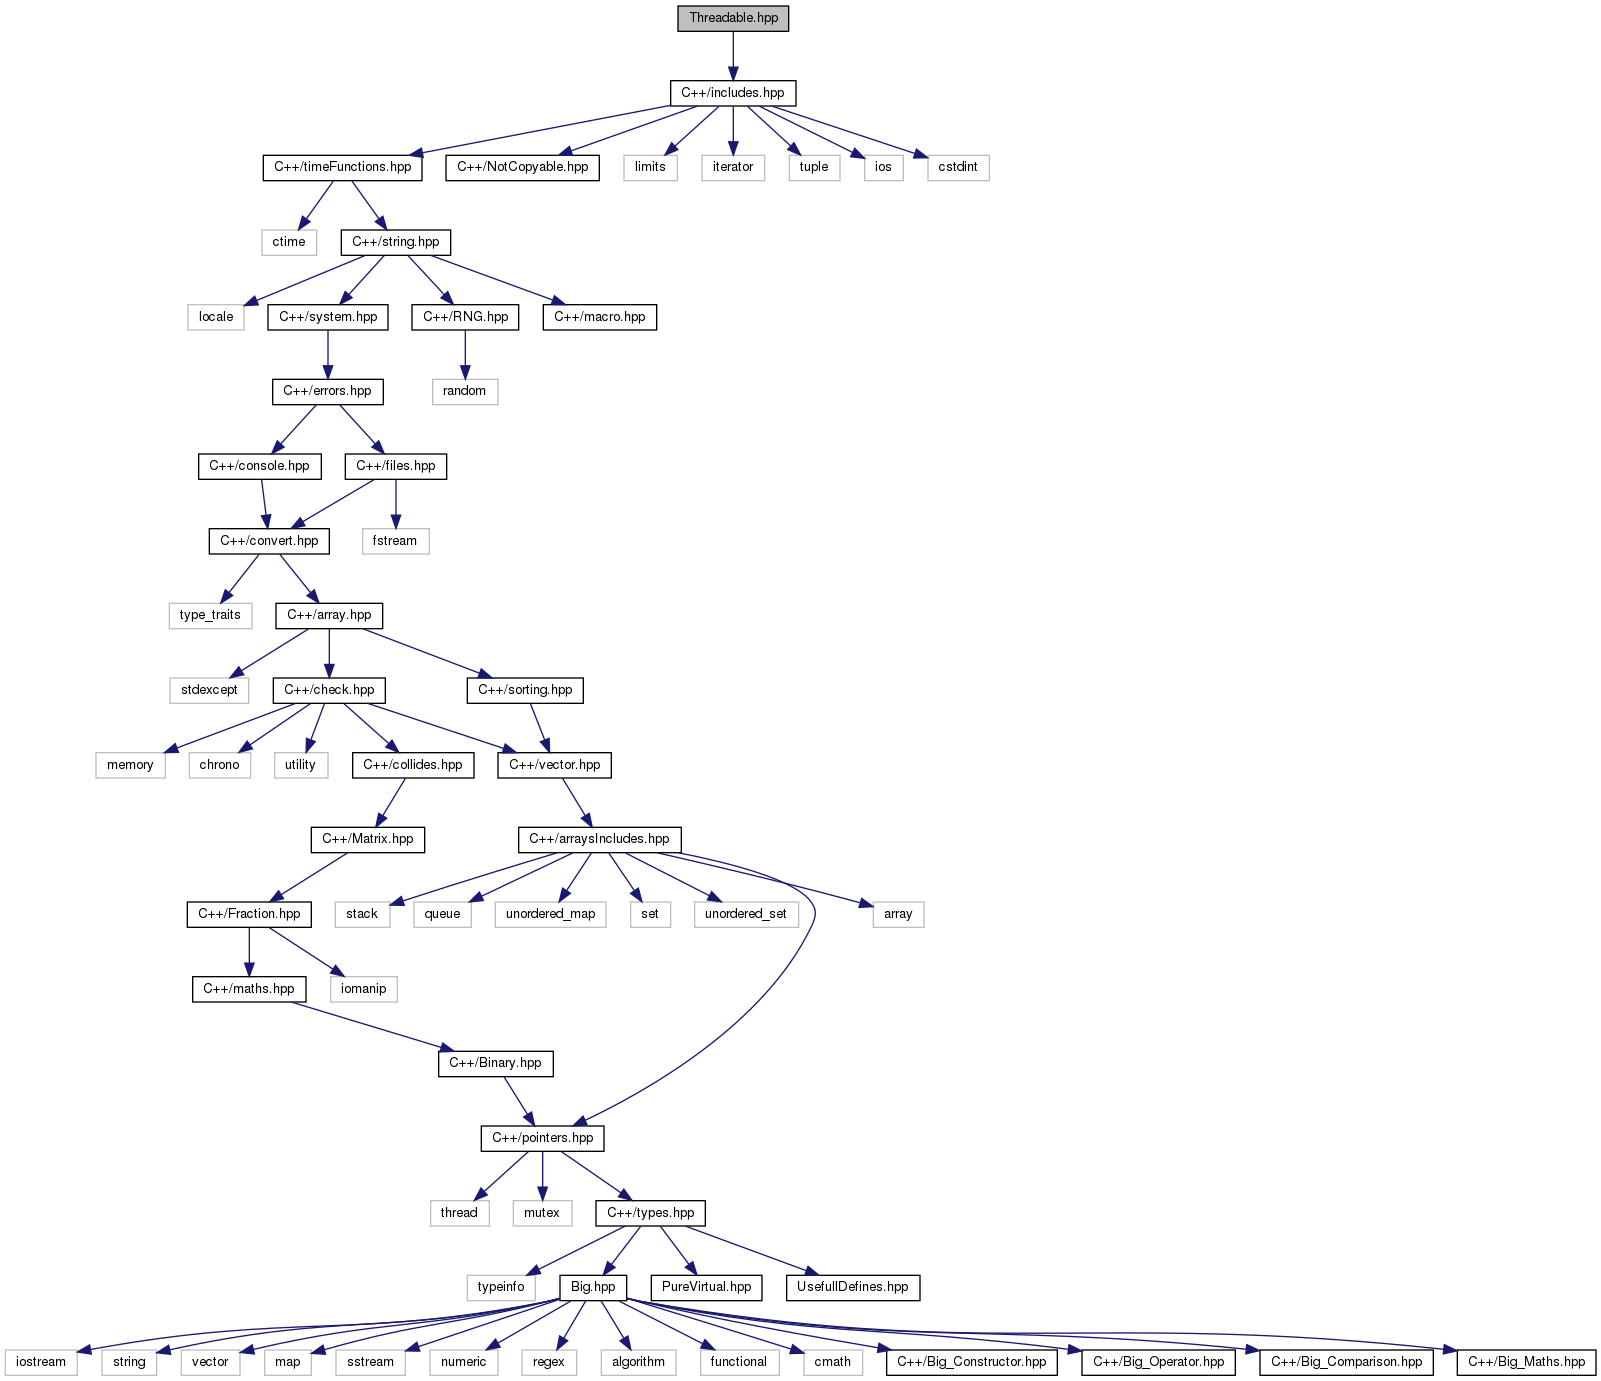 Threadable.hpp
C++/includes.hpp
C++/timeFunctions.hpp
C++/NotCopyable.hpp
limits
iterator
tuple
ios
cstdint
ctime
C++/string.hpp
locale
C++/system.hpp
C++/RNG.hpp
C++/macro.hpp
C++/errors.hpp
random
C++/console.hpp
C++/files.hpp
C++/convert.hpp
fstream
type_traits
C++/array.hpp
stdexcept
C++/check.hpp
C++/sorting.hpp
memory
chrono
utility
C++/collides.hpp
C++/vector.hpp
C++/Matrix.hpp
C++/arraysIncludes.hpp
C++/Fraction.hpp
stack
queue
unordered_map
set
unordered_set
array
C++/maths.hpp
iomanip
C++/Binary.hpp
C++/pointers.hpp
thread
mutex
C++/types.hpp
typeinfo
Big.hpp
PureVirtual.hpp
UsefullDefines.hpp
iostream
string
vector
map
sstream
numeric
regex
algorithm
functional
cmath
C++/Big_Constructor.hpp
C++/Big_Operator.hpp
C++/Big_Comparison.hpp
C++/Big_Maths.hpp